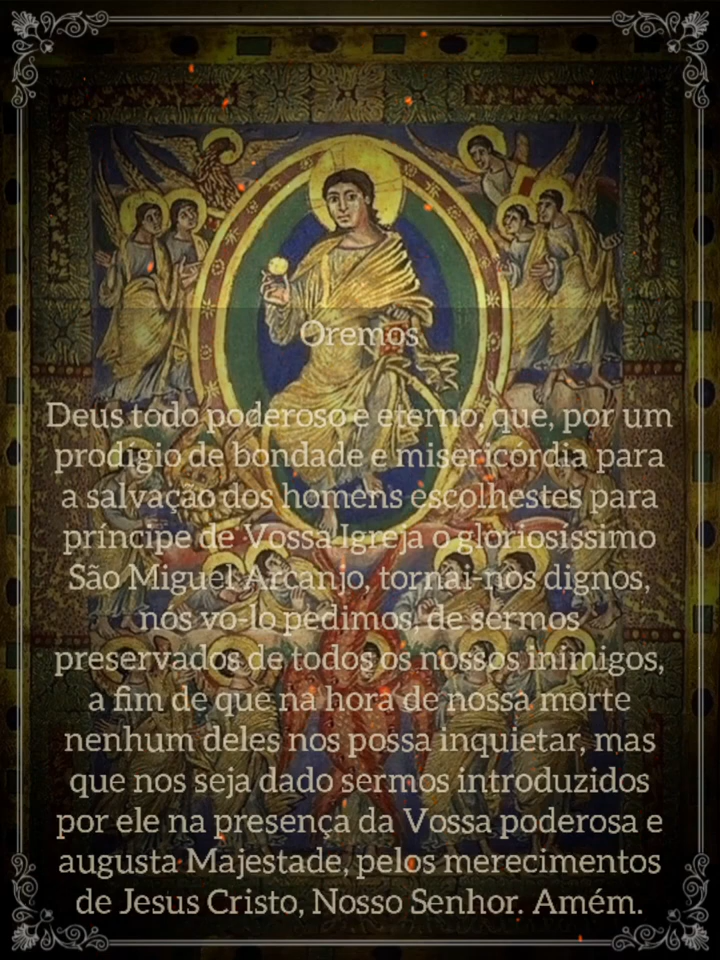 Oremos
Deus todo poderoso e eterno, que, por um
prodígio de bondade e misericordia para
a salvação dos homens escolhestes para
príncipe de Vossa Igreja o gloriosíssimo
São Miguel Arcanjo, tornai-nos dignos,
nós vo-lo pedimos, de sermos
preservados de todos os nossos inimigos,
a fim de que na hora de nossa morte
nenhum deles nos possa inquietar, mas
que nos seja dado sermos introduzidos
por ele na presença da Vossa poderosa e
augusta Majestade, pelos merecimentos
de Jesus Cristo, Nosso Senhor. Amém.